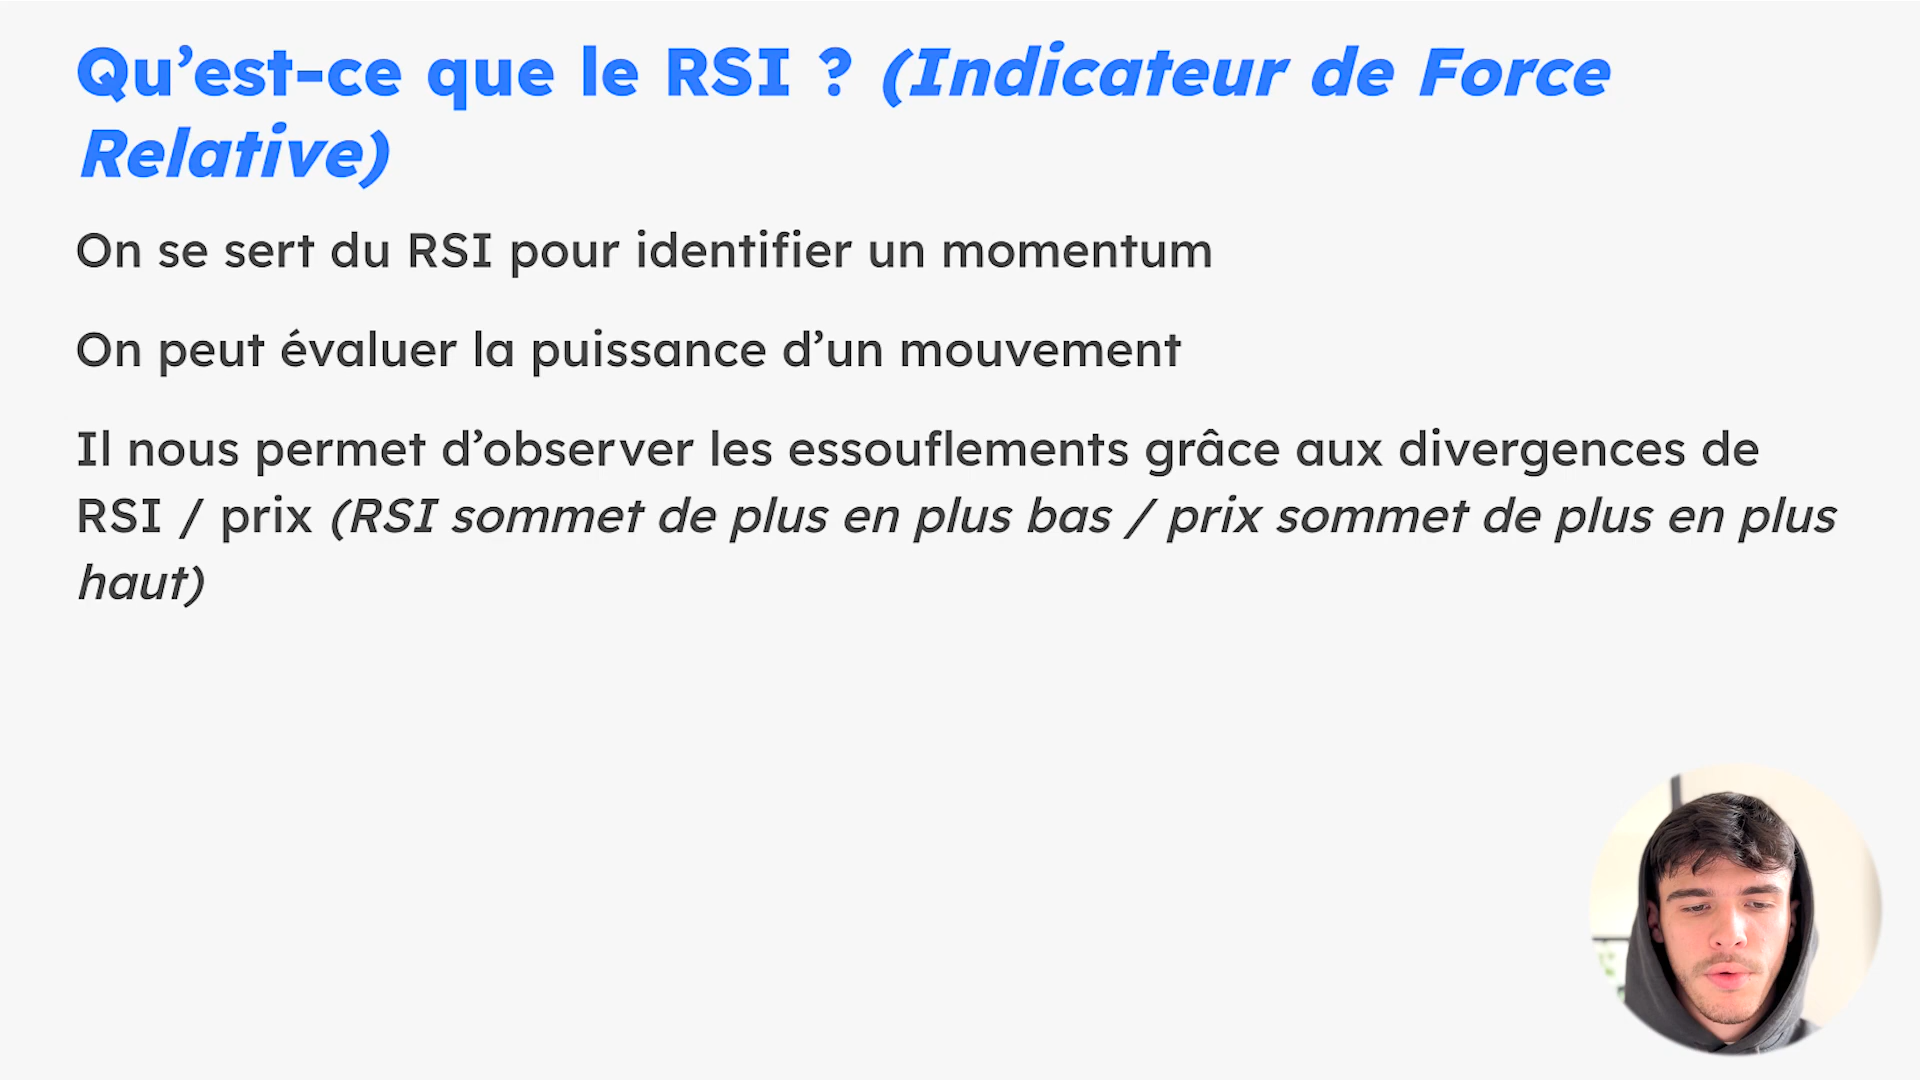 Qu’est-ce que le RSI ? (Indicateur de Force
Relative)
On se sert du RSI pour identifier un momentum
On peut évaluer la puissance d’un mouvement
Il nous permet d’observer les essouflements grâce aux divergences de
RSI / prix (RSI sommet de plus en plus bas / prix sommet de plus en plus
haut)